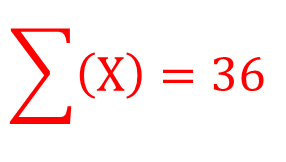 ∑(X) = 36